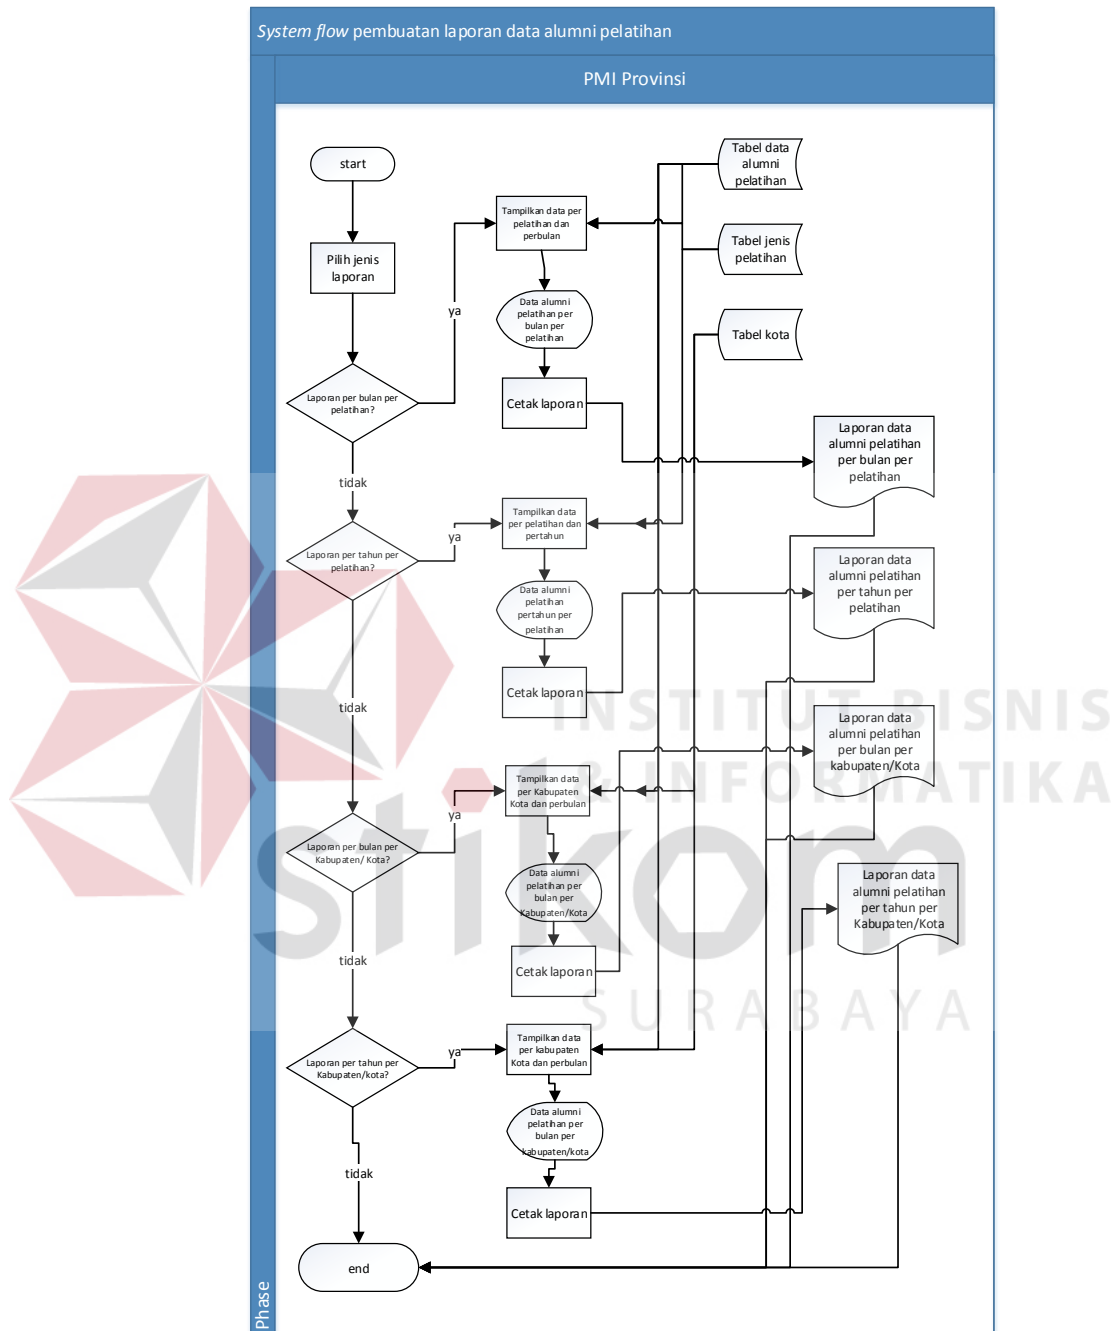 System flow pembuatan laporan data alumni pelatihan
PMI Provinsi
Phase
start
Pilih jenis
laporan
Laporan per bulan per
pelatihan?
ya
tidak
Tampilkan data per
pelatihan dan
perbulan
Data alumni
pelatihan per
bulan per
pelatihan
Cetak laporan
Tabel data
alumni
pelatihan
Tabel jenis
pelatihan
Tabel kota
Laporan data
alumni pelatihan
per bulan per
pelatihan
Laporan per tahun per
pelatihan?
ya
tidak
Tampilkan data
per pelatihan dan
pertahun
Data alumni
pelatihan
pertahun per
pelatihan
Cetak laporan
Laporan data
alumni pelatihan
per tahun per
pelatihan
Laporan per bulan per
Kabupaten/ Kota?
ya
tidak
Tampilkan data
per Kabupaten
Kota dan perbulan
Data alumni
pelatihan per
bulan per
Kabupaten/Kota
Cetak laporan
Laporan data
alumni pelatihan
per bulan per
kabupaten/Kota
Laporan per tahun per
Kabupaten/kota?
ya
tidak
Tampilkan data
per kabupaten
Kota dan perbulan
Data alumni
pelatihan per
bulan per
kabupaten/kota
Cetak laporan
Laporan data
alumni pelatihan
per tahun per
Kabupaten/Kota
end
INSTITUT BISNIS
& INFORMATIKA
stikom
SURABAYA